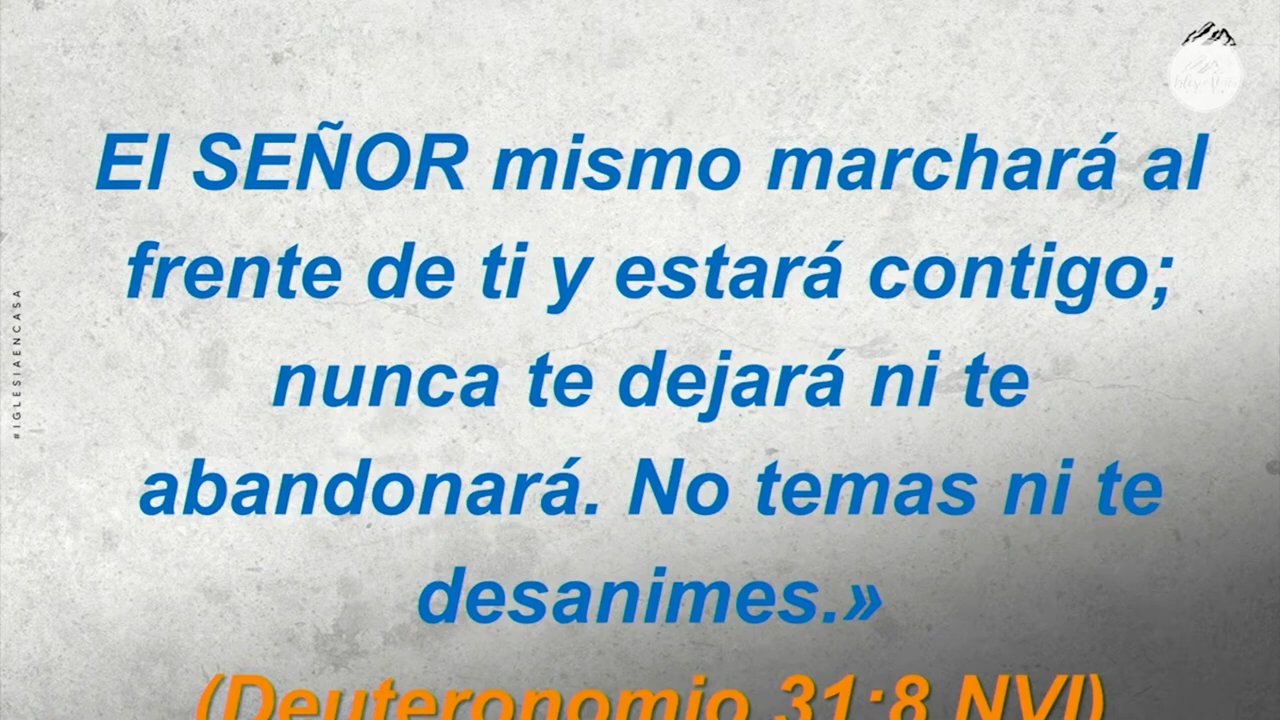 El SEÑOR mismo marchará al
frente de ti y estará contigo;
nunca te dejará ni te
abandonará. No temas ni te
desanimes.»
(Deuteronomio 31:8 NVI)
#IGLESIAENCASA